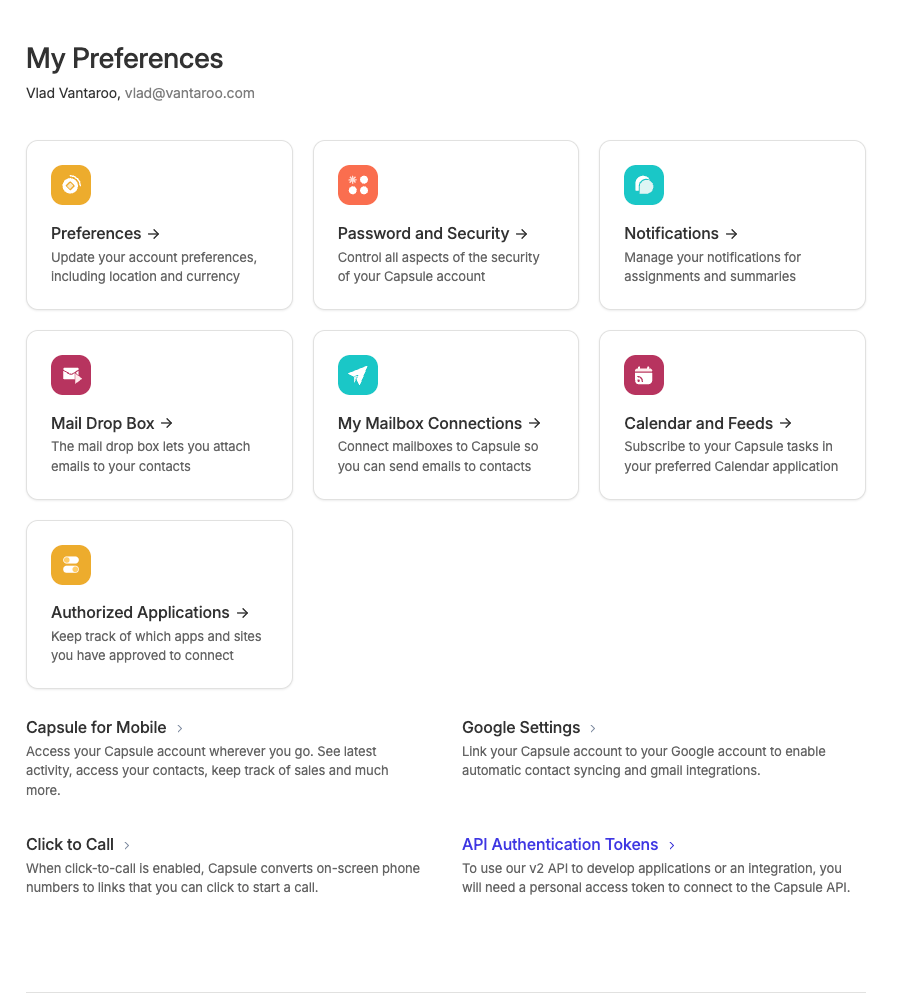 My Preferences
Vlad Vantaroo, vlad@vantaroo.com
Preferences →
Update your account preferences,
including location and currency
Password and Security →
Control all aspects of the security
of your Capsule account
Notifications →
Manage your notifications for
assignments and summaries
Mail Drop Box →
The mail drop box lets you attach
emails to your contacts
My Mailbox Connections →
Connect mailboxes to Capsule so
you can send emails to contacts
Calendar and Feeds →
Subscribe to your Capsule tasks in
your preferred Calendar application
Authorized Applications →
Keep track of which apps and sites
you have approved to connect
Capsule for Mobile >
Access your Capsule account wherever you go. See latest
activity, access your contacts, keep track of sales and much
more.
Google Settings >
Link your Capsule account to your Google account to enable
automatic contact syncing and gmail integrations.
Click to Call >
When click-to-call is enabled, Capsule converts on-screen phone
numbers to links that you can click to start a call.
API Authentication Tokens >
To use our v2 API to develop applications or an integration, you
will need a personal access token to connect to the Capsule API.